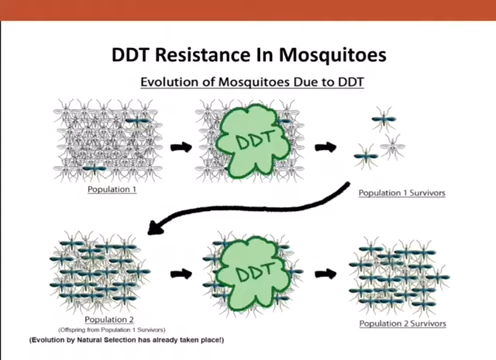 DDT Resistance In Mosquitoes
Evolution of Mosquitoes Due to DDT
DDT
Population 1
Population 1 Survivors
DDT
Population 2
(Offspring from Population 1 Survivors)
(Evolution by Natural Selection has already taken place!)
Population 2 Survivors